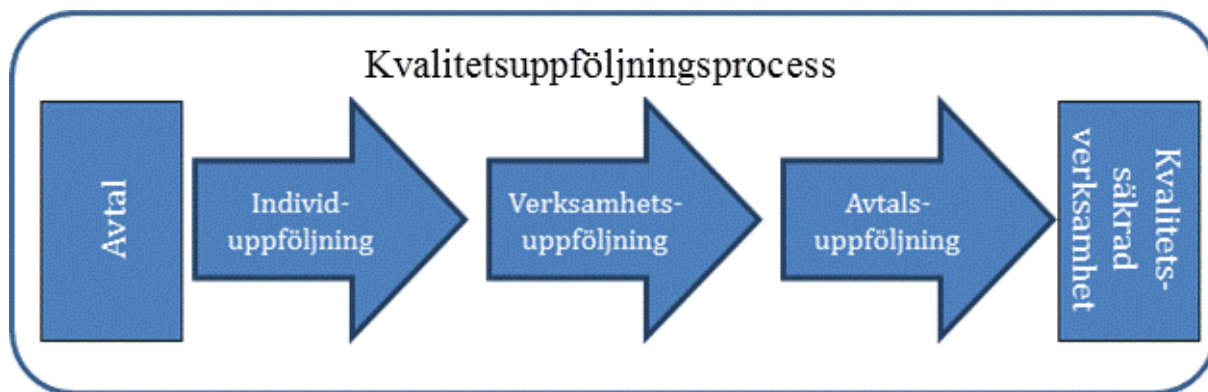 Kvalitetsuppföljningsprocess
Avtal
Individ-
uppföljning
Verksamhets-
uppföljning
Avtals-
uppföljning
Kvalitets-
säkrad
verksamhet